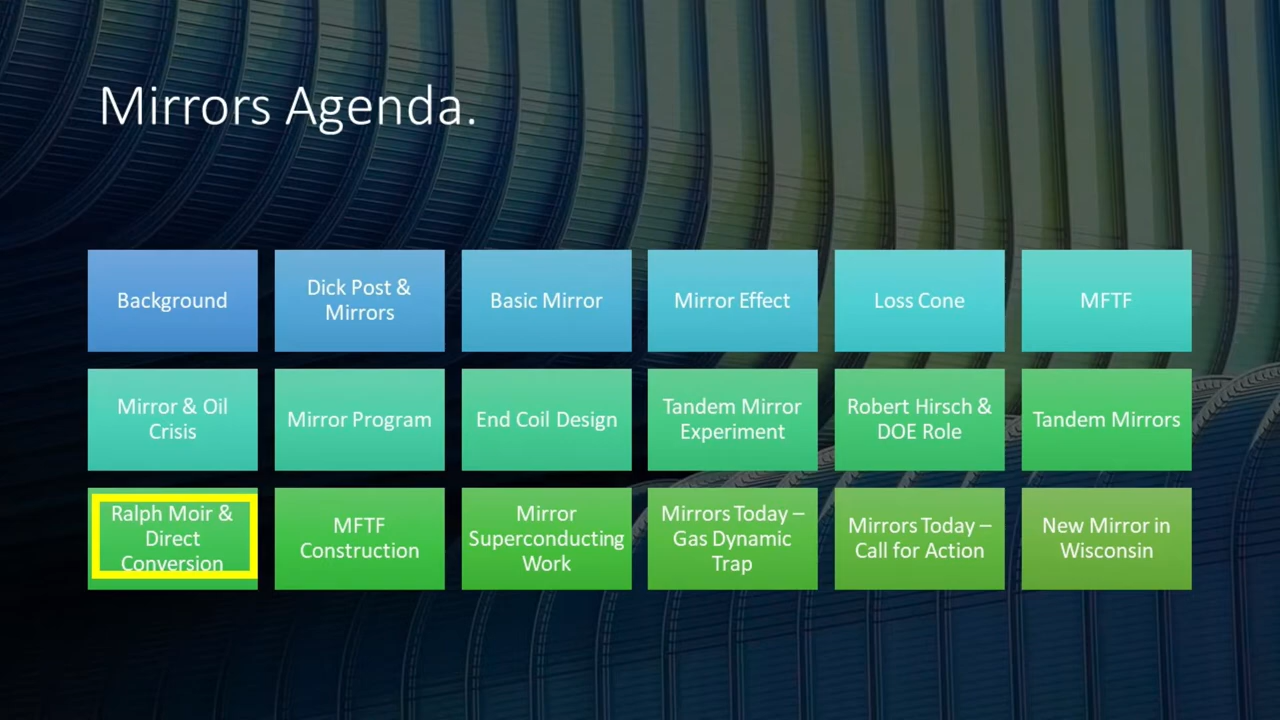 Mirrors Agenda.
Background
Dick Post &
Mirrors
Basic Mirror
Mirror Effect
Loss Cone
MFTF
Mirror & Oil
Crisis
Mirror Program
End Coil Design
Tandem Mirror
Experiment
Robert Hirsch &
DOE Role
Tandem Mirrors
Ralph Moir &
Direct
Conversion
MFTF
Construction
Mirror
Superconducting
Work
Mirrors Today –
Gas Dynamic
Trap
Mirrors Today –
Call for Action
New Mirror in
Wisconsin